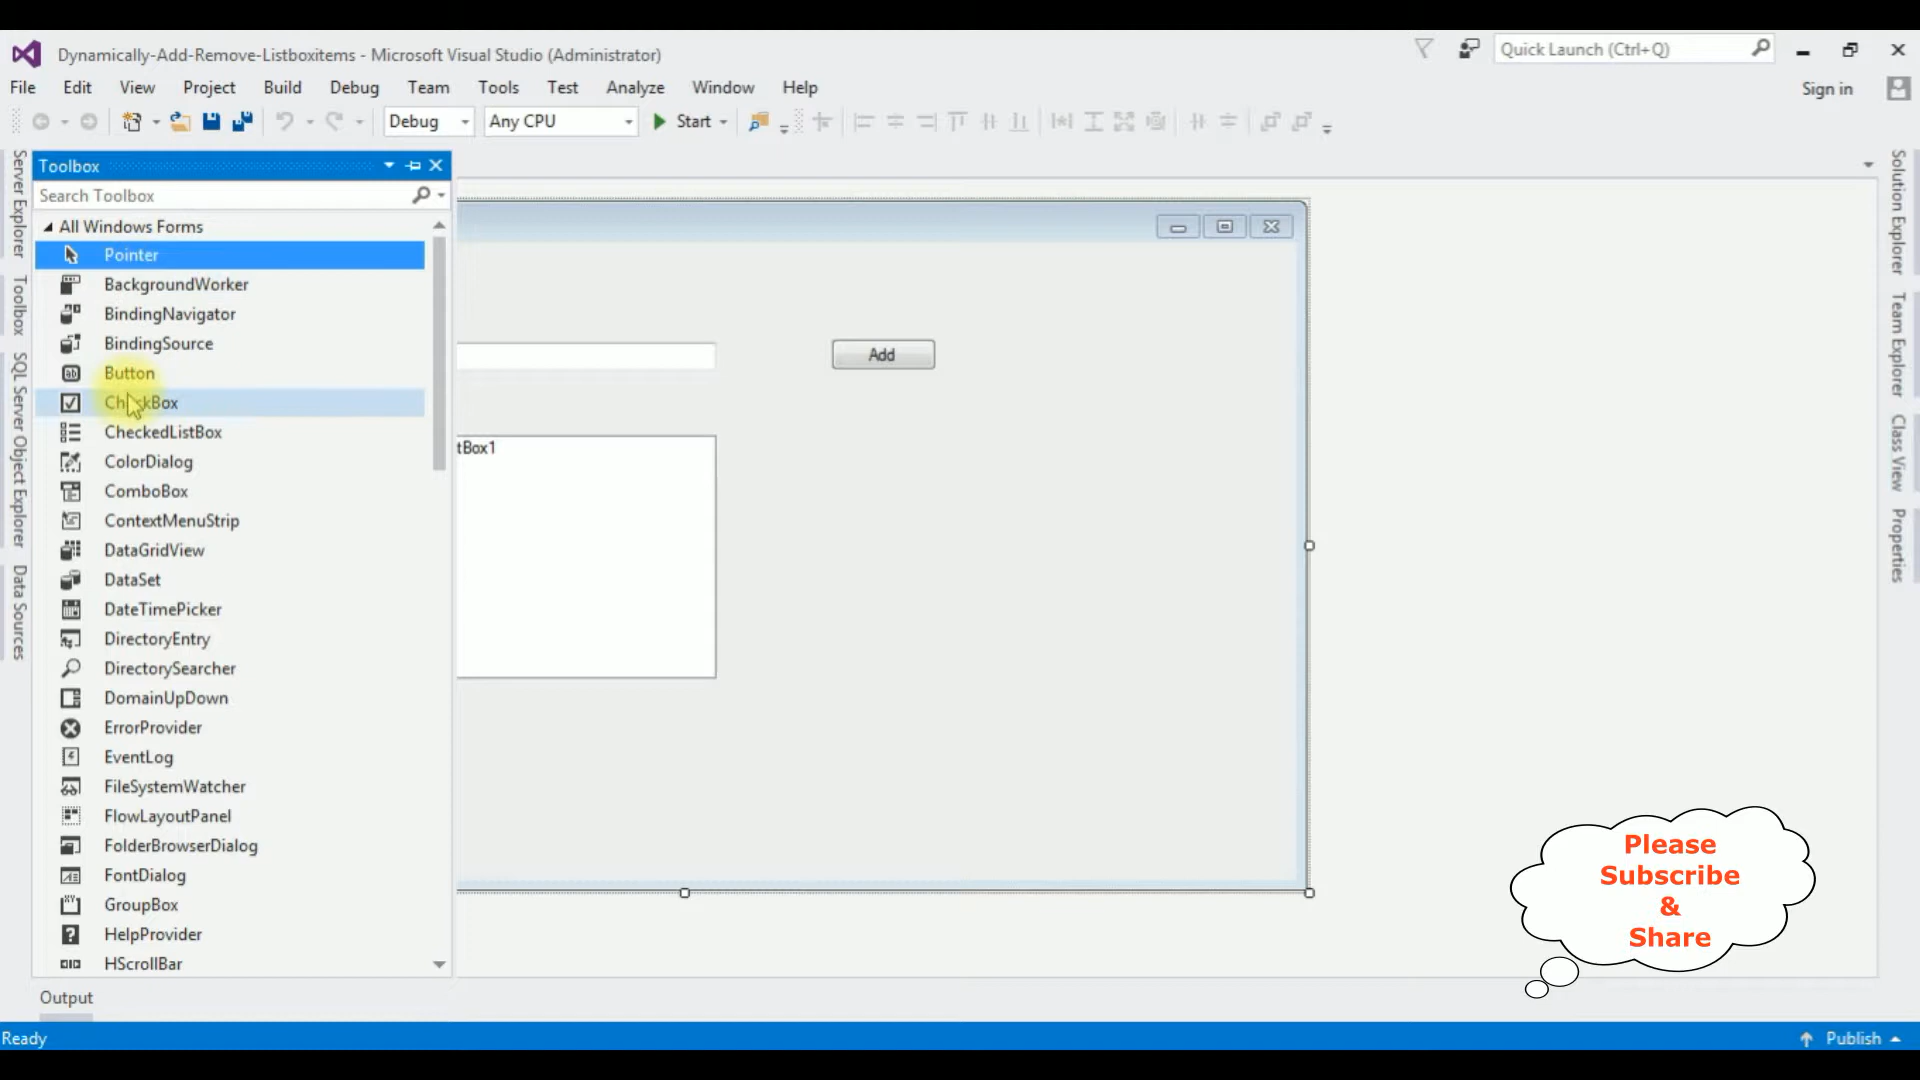 Dynamically-Add-Remove-Listboxitems - Microsoft Visual Studio (Administrator)
Quick Launch (Ctrl+Q)
File Edit View Project Build Debug Team Tools Test Analyze Window Help
Sign in
Debug Any CPU Start
Server Explorer
Toolbox
SQL Server Object Explorer
Data Sources
Toolbox
Search Toolbox
All Windows Forms
Pointer
BackgroundWorker
BindingNavigator
BindingSource
Button
CheckBox
CheckedListBox
ColorDialog
ComboBox
ContextMenuStrip
DataGridView
DataSet
DateTimePicker
DirectoryEntry
DirectorySearcher
DomainUpDown
ErrorProvider
EventLog
FileSystemWatcher
FlowLayoutPanel
FolderBrowserDialog
FontDialog
GroupBox
HelpProvider
HScrollBar
Add
tBox1
Solution Explorer
Team Explorer
Class View
Properties
Please
Subscribe
&
Share
Output
Ready
Publish